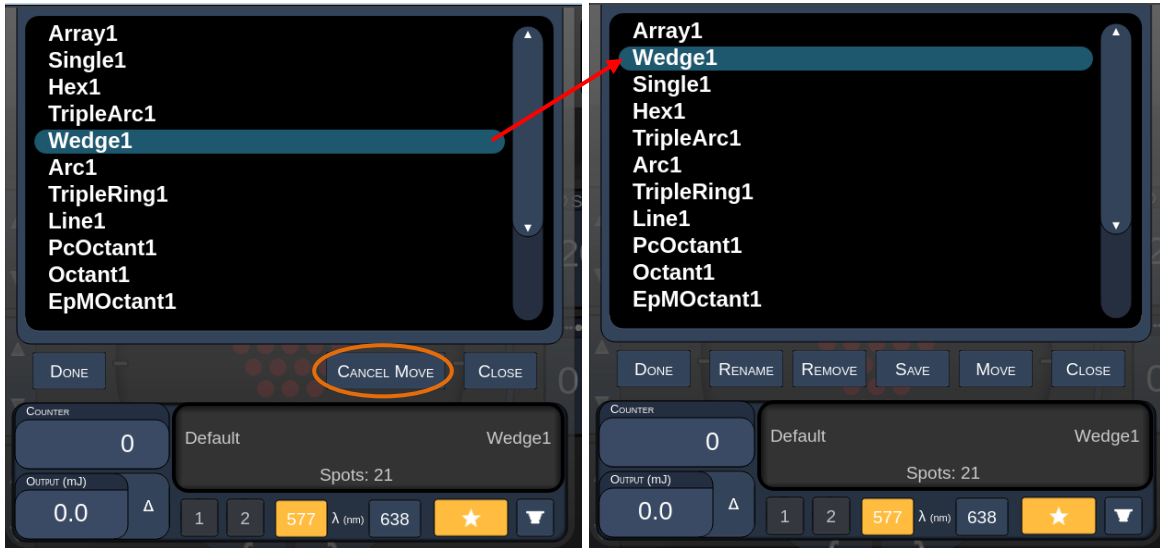 Array1
Single1
Hex1
TripleArc1
Wedge1
Arc1
TripleRing1
Line1
PcOctant1
Octant1
EpMOctant1
DONE CANCEL MOVE CLOSE
COUNTER
0
Default Wedge1
Spots: 21
OUTPUT (mJ)
0.0 Δ
1 2 577 λ (nm) 638
Array1
Wedge1
Single1
Hex1
TripleArc1
Arc1
TripleRing1
Line1
PcOctant1
Octant1
EpMOctant1
DONE RENAME REMOVE SAVE MOVE CLOSE
COUNTER
0
Default Wedge1
Spots: 21
OUTPUT (mJ)
0.0 Δ
1 2 577 λ (nm) 638